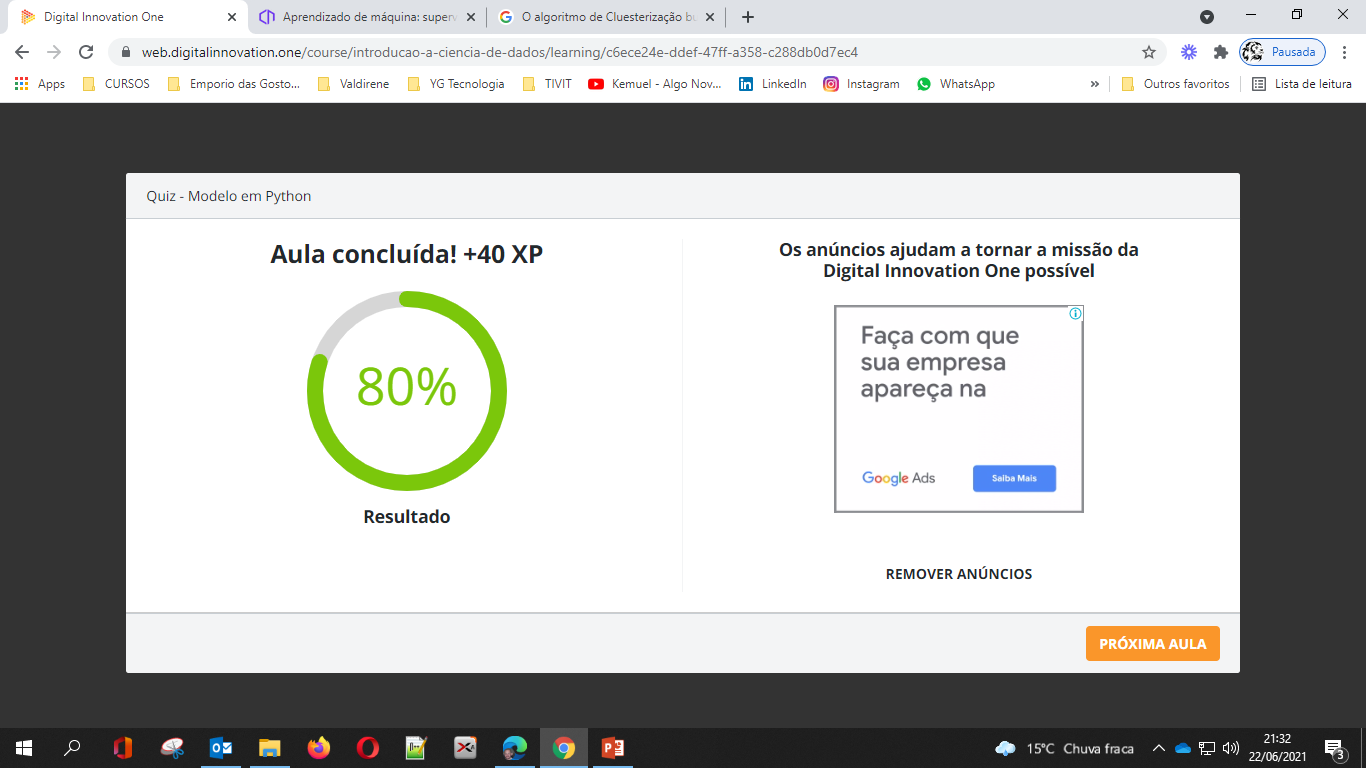 Digital Innovation One
Aprendizado de máquina: superv
O algoritmo de Cluesterização bu
web.digitalinnovation.one/course/introducao-a-ciencia-de-dados/learning/c6ece24e-ddef-47ff-a358-c288db0d7ec4
Pausada
Apps
CURSOS
Emporio das Gosto...
Valdirene
YG Tecnologia
TIVIT
Kemuel - Algo Nov...
LinkedIn
Instagram
WhatsApp
»
Outros favoritos
Lista de leitura
Quiz - Modelo em Python
Aula concluída! +40 XP
80%
Resultado
Os anúncios ajudam a tornar a missão da
Digital Innovation One possível
Faça com que
sua empresa
apareça na
Google Ads
Saiba Mais
REMOVER ANÚNCIOS
PRÓXIMA AULA
15°C Chuva fraca
21:32
22/06/2021
3